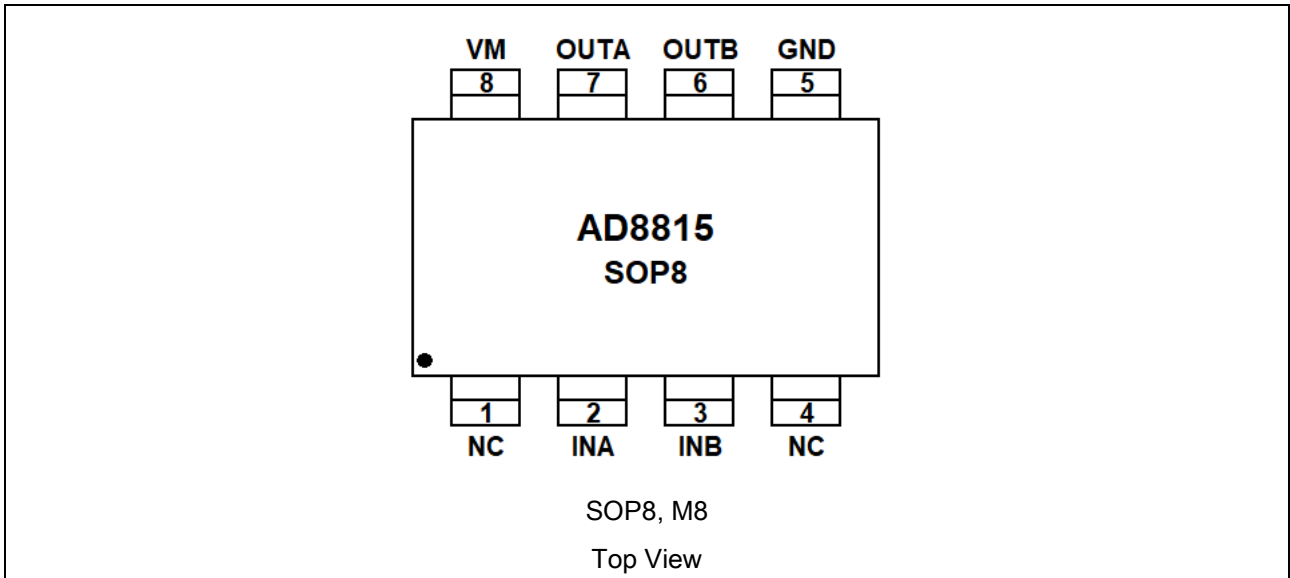 VM OUTA OUTB GND
8 7 6 5
AD8815
SOP8
1 2 3 4
NC INA INB NC
SOP8, M8
Top View